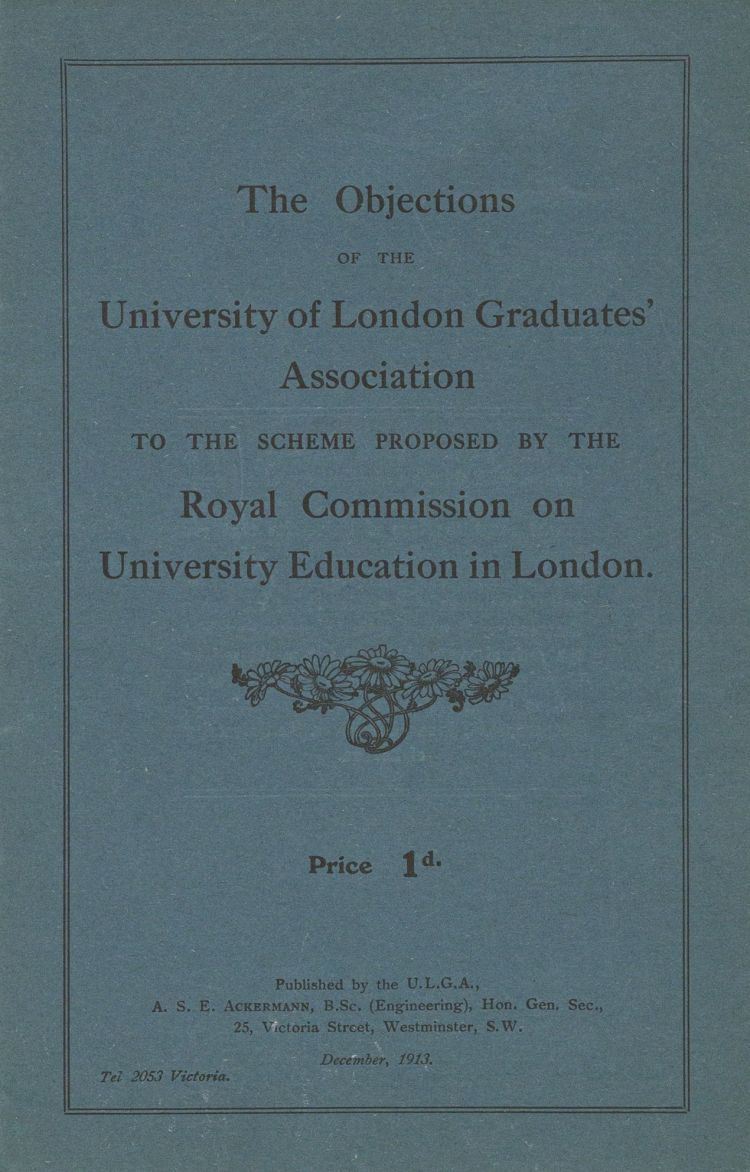 The Objections
OF THE
University of London Graduates'
Association
TO THE SCHEME PROPOSED BY THE
Royal Commission on
University Education in London.
Price 1d.
Published by the U.L.G.A.,
A. S. E. ACKERMANN, B.Sc. (Engineering), Hon. Gen. Sec.,
25, Victoria Street, Westminster, S.W.
December, 1913.
Tel 2053 Victoria.